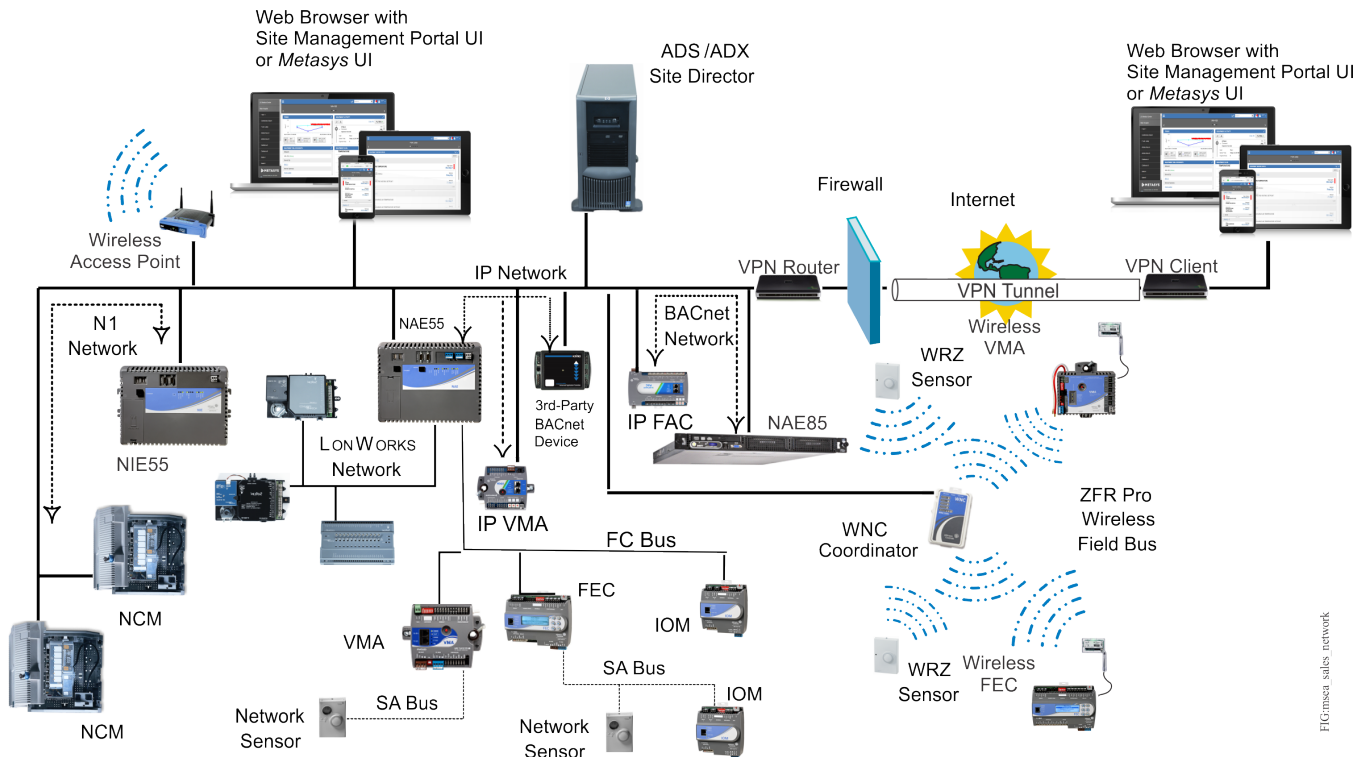 Web Browser with
Site Management Portal UI
or Metasys UI
ADS /ADX
Site Director
Web Browser with
Site Management Portal UI
or Metasys UI
METASYS
METASYS
Firewall
Internet
Wireless
Access Point
IP Network
VPN Router
VPN Tunnel
VPN Client
N1
Network
NAE55
BACnet
Network
Wireless
VMA
WRZ
Sensor
3rd-Party
BACnet
Device
IP FAC
NAE85
NIE55
LONWORKS
Network
IP VMA
WNC
WNC
Coordinator
ZFR Pro
Wireless
Field Bus
FC Bus
FEC
NCM
VMA
VMA
IOM
SA Bus
WRZ
Sensor
Wireless
FEC
IOM
SA Bus
Network
Sensor
Network
Sensor
NCM
FIG:msea_sales_network